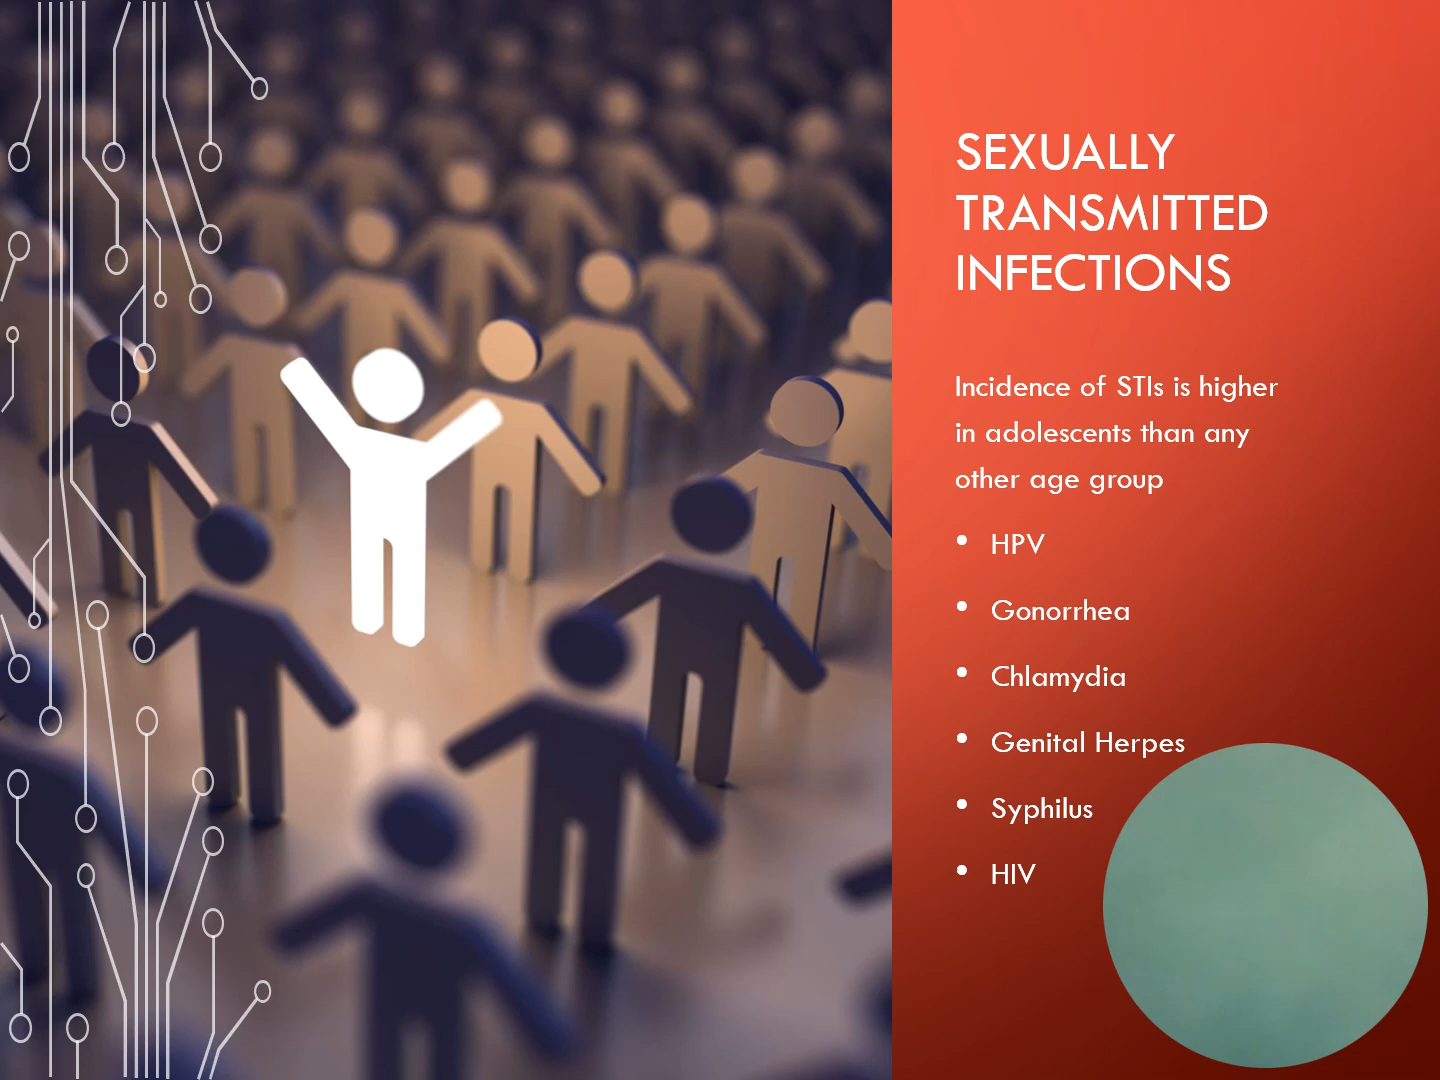 SEXUALLY
TRANSMITTED
INFECTIONS
Incidence of STIs is higher
in adolescents than any
other age group
• HPV
• Gonorrhea
• Chlamydia
• Genital Herpes
• Syphilus
• HIV